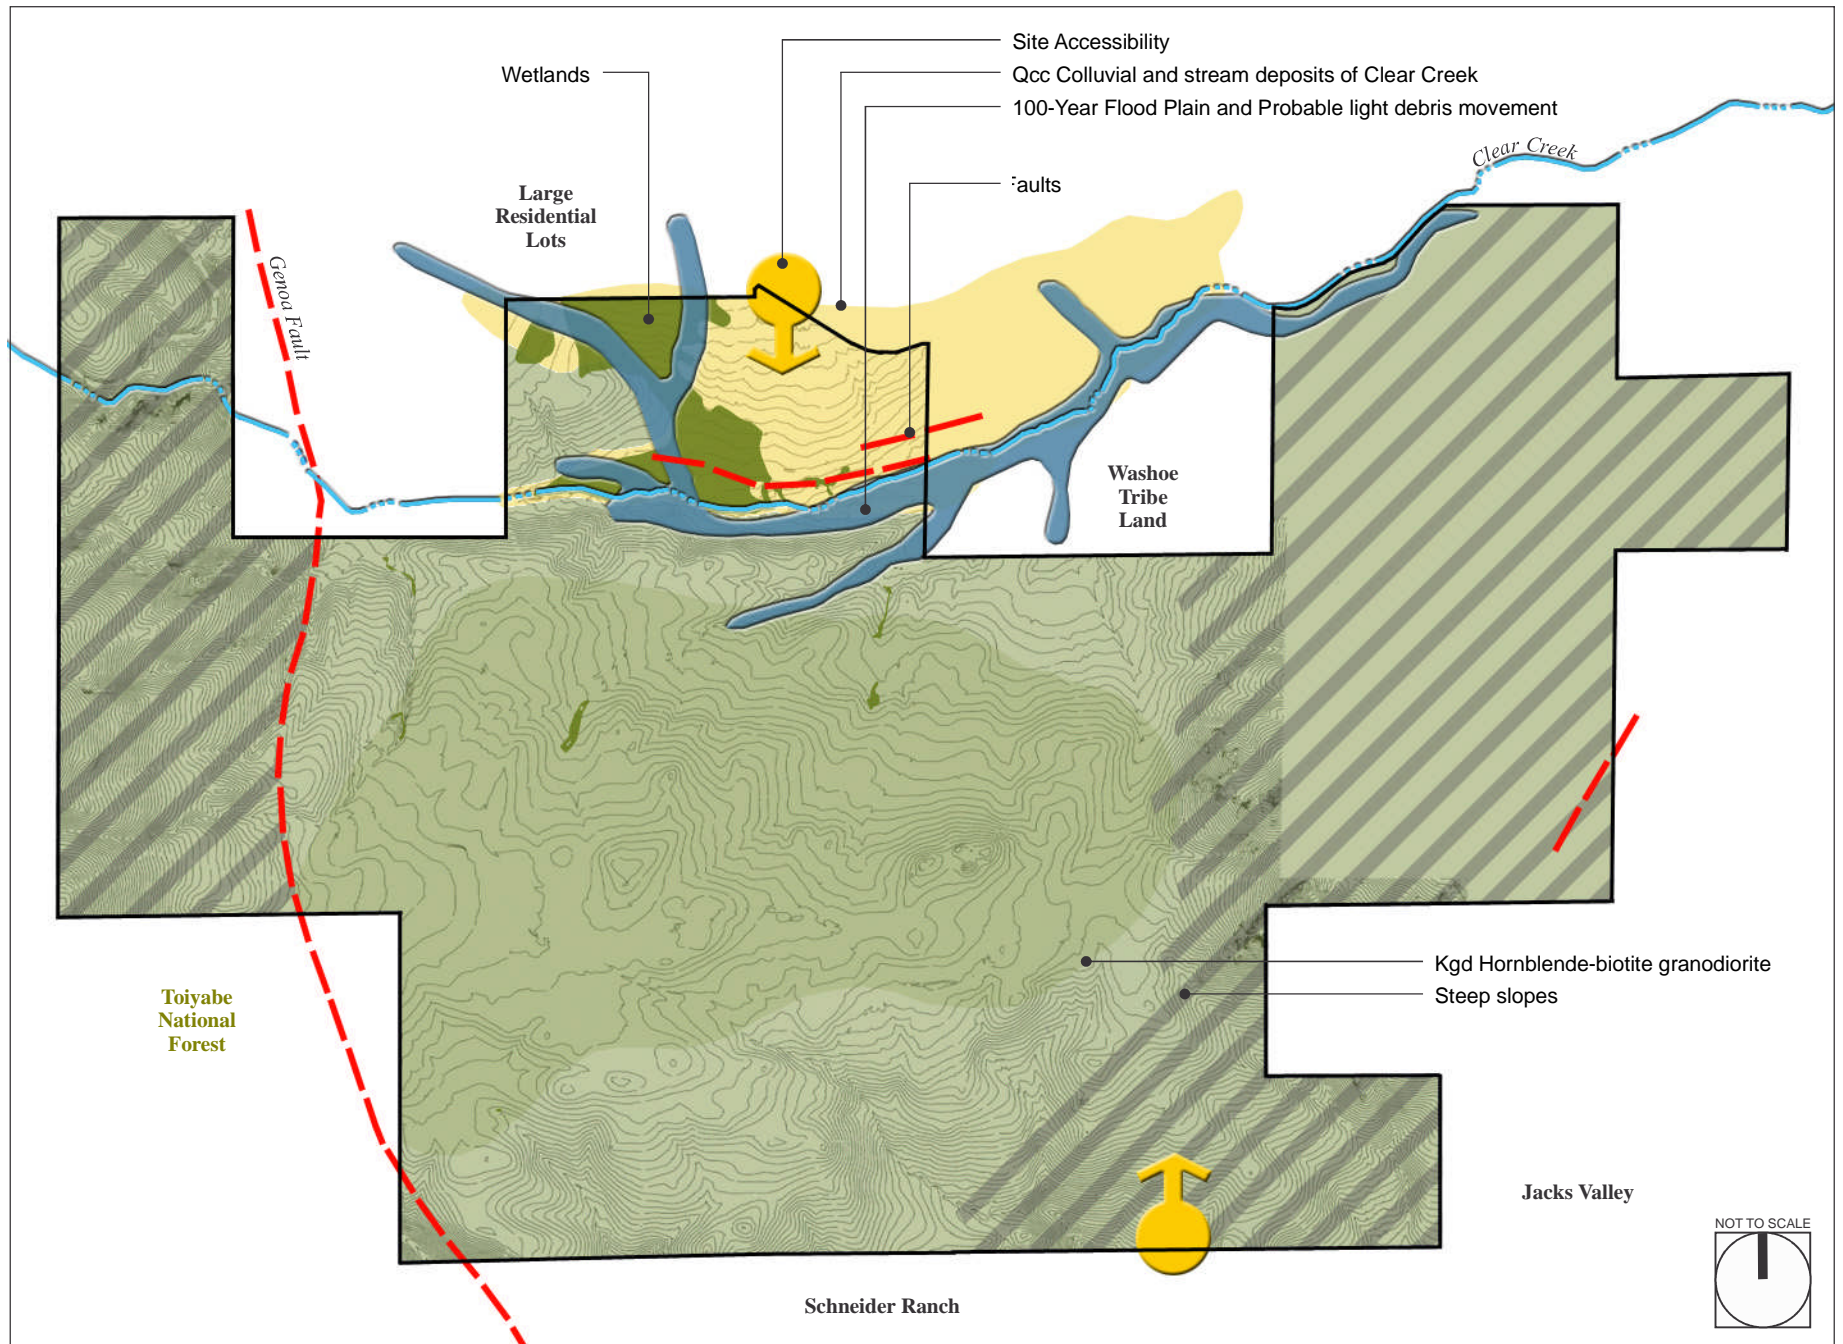 Site Accessibility
Wetlands
Qcc Colluvial and stream deposits of Clear Creek
100-Year Flood Plain and Probable light debris movement
Clear Creek
Faults
Large
Residential
Lots
Genoa Fault
Washoe
Tribe
Land
Kgd Hornblende-biotite granodiorite
Steep slopes
Toiyabe
National
Forest
Jacks Valley
NOT TO SCALE
Schneider Ranch